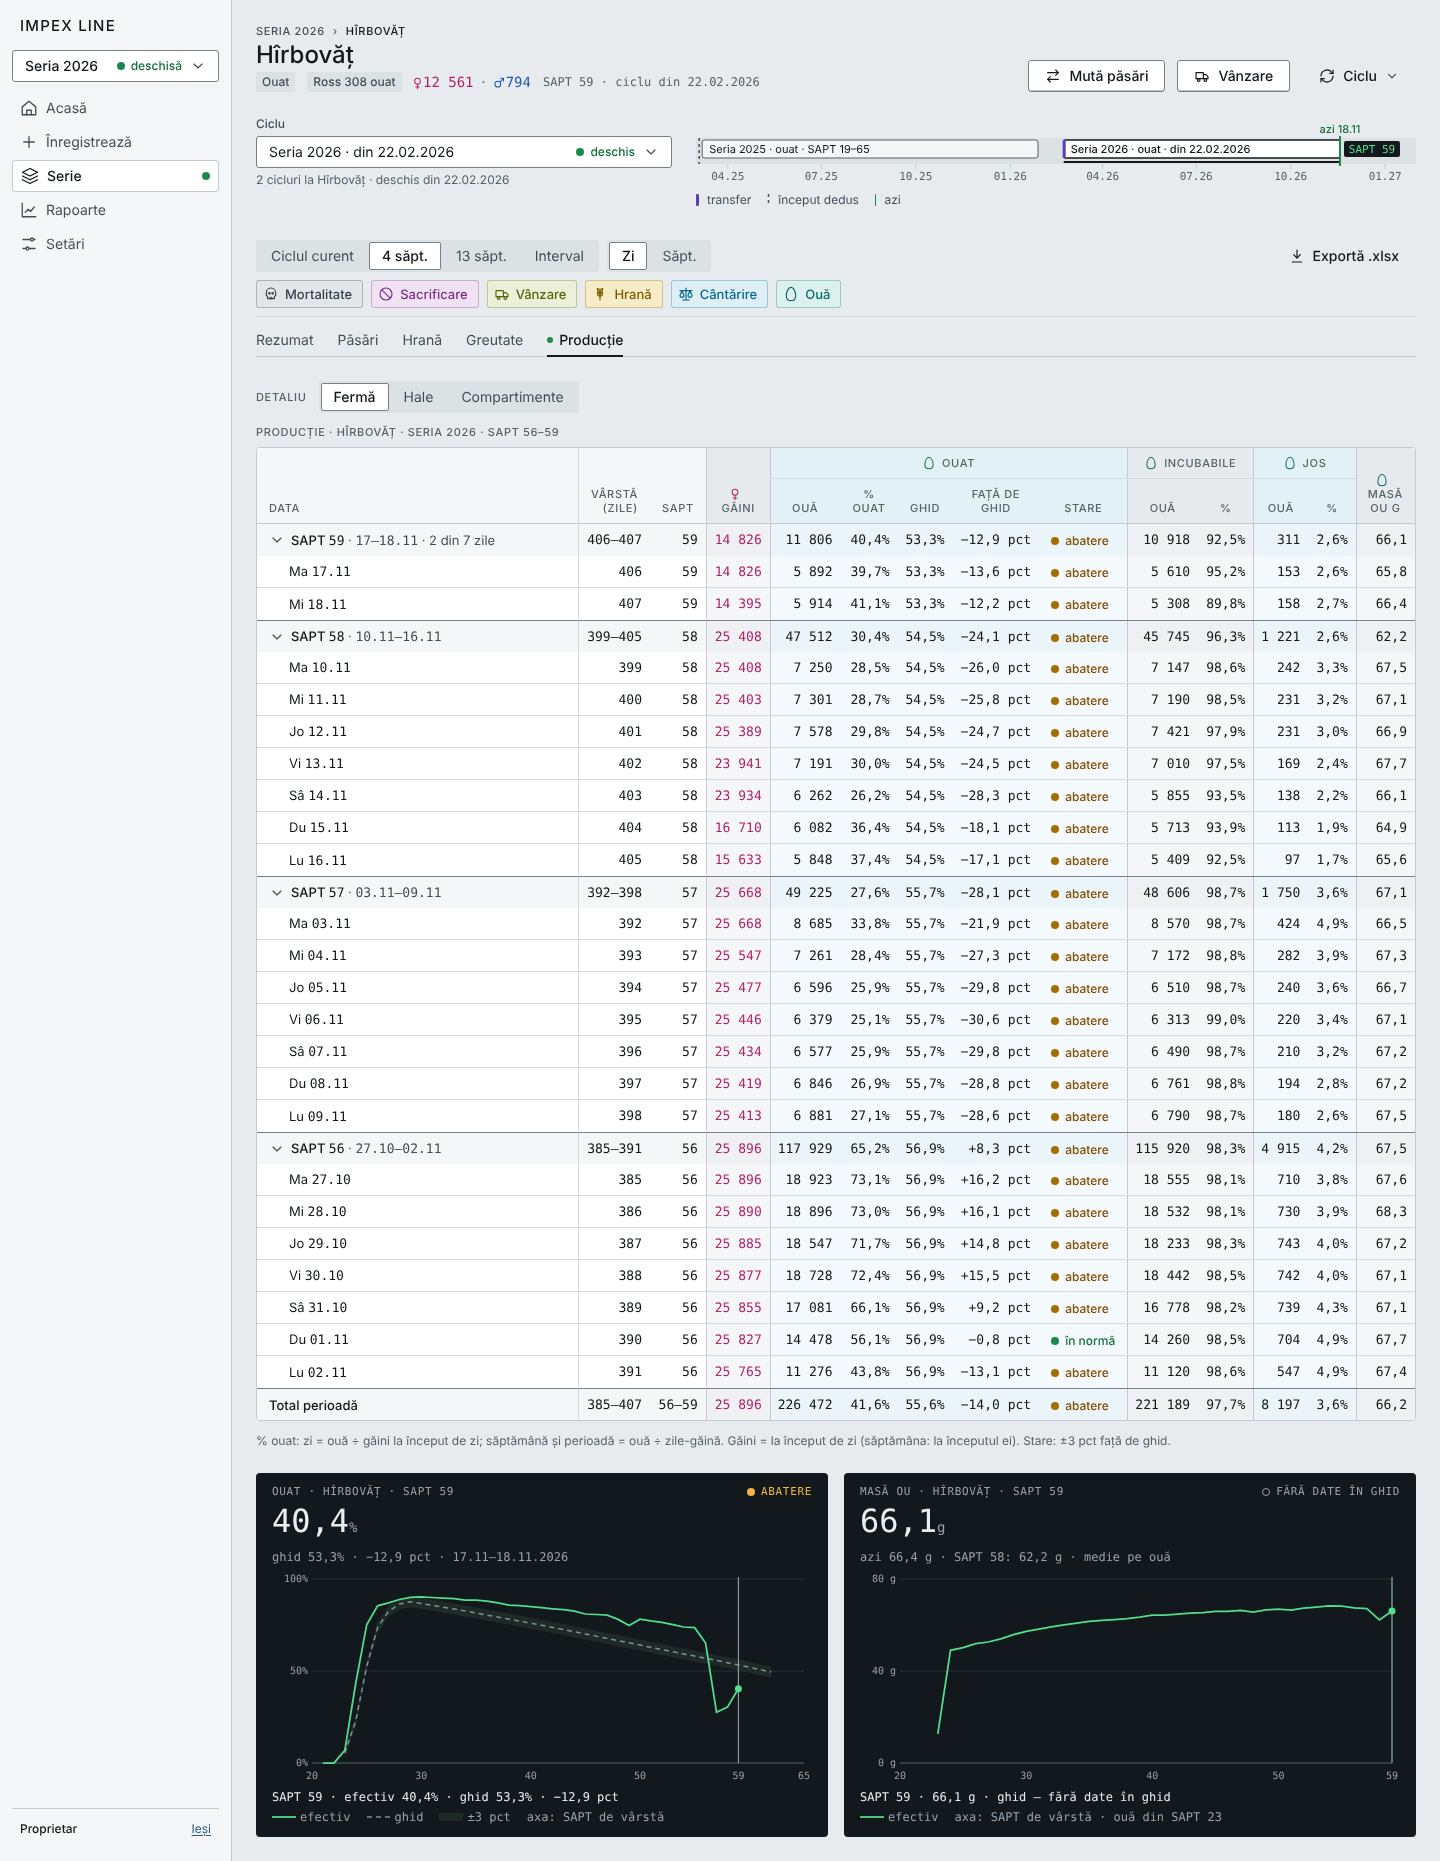 IMPEX LINE
Seria 2026 deschisă
Acasă
Înregistrează
Serie
Rapoarte
Setări
SERIA 2026 › HÎRBOVĂȚ
Hîrbovăț
Ouat Ross 308 ouat ♀12 561 · ♂794 SAPT 59 · ciclu din 22.02.2026
Mută păsări Vânzare Ciclu
Ciclu
Seria 2026 · din 22.02.2026 deschis
2 cicluri la Hîrbovăț · deschis din 22.02.2026
azi 18.11
Seria 2025 · ouat · SAPT 19–65 Seria 2026 · ouat · din 22.02.2026 SAPT 59
04.25 07.25 10.25 01.26 04.26 07.26 10.26 01.27
transfer început dedus azi
Ciclul curent 4 săpt. 13 săpt. Interval Zi Săpt. Exportă .xlsx
Mortalitate Sacrificare Vânzare Hrană Cântărire Ouă
Rezumat Păsări Hrană Greutate Producție
DETALIU Fermă Hale Compartimente
PRODUCȚIE · HÎRBOVĂȚ · SERIA 2026 · SAPT 56–59
OUAT INCUBABILE JOS
DATA VÂRSTĂ (ZILE) SAPT ♀ GĂINI OUĂ % OUAT GHID FAȚĂ DE GHID STARE OUĂ % OUĂ % MASĂ OU G
SAPT 59 · 17–18.11 · 2 din 7 zile 406–407 59 14 826 11 806 40,4% 53,3% −12,9 pct abatere 10 918 92,5% 311 2,6% 66,1
Ma 17.11 406 59 14 826 5 892 39,7% 53,3% −13,6 pct abatere 5 610 95,2% 153 2,6% 65,8
Mi 18.11 407 59 14 395 5 914 41,1% 53,3% −12,2 pct abatere 5 308 89,8% 158 2,7% 66,4
SAPT 58 · 10.11–16.11 399–405 58 25 408 47 512 30,4% 54,5% −24,1 pct abatere 45 745 96,3% 1 221 2,6% 62,2
Ma 10.11 399 58 25 408 7 250 28,5% 54,5% −26,0 pct abatere 7 147 98,6% 242 3,3% 67,5
Mi 11.11 400 58 25 403 7 301 28,7% 54,5% −25,8 pct abatere 7 190 98,5% 231 3,2% 67,1
Jo 12.11 401 58 25 389 7 578 29,8% 54,5% −24,7 pct abatere 7 421 97,9% 231 3,0% 66,9
Vi 13.11 402 58 23 941 7 191 30,0% 54,5% −24,5 pct abatere 7 010 97,5% 169 2,4% 67,7
Sâ 14.11 403 58 23 934 6 262 26,2% 54,5% −28,3 pct abatere 5 855 93,5% 138 2,2% 66,1
Du 15.11 404 58 16 710 6 082 36,4% 54,5% −18,1 pct abatere 5 713 93,9% 113 1,9% 64,9
Lu 16.11 405 58 15 633 5 848 37,4% 54,5% −17,1 pct abatere 5 409 92,5% 97 1,7% 65,6
SAPT 57 · 03.11–09.11 392–398 57 25 668 49 225 27,6% 55,7% −28,1 pct abatere 48 606 98,7% 1 750 3,6% 67,1
Ma 03.11 392 57 25 668 8 685 33,8% 55,7% −21,9 pct abatere 8 570 98,7% 424 4,9% 66,5
Mi 04.11 393 57 25 547 7 261 28,4% 55,7% −27,3 pct abatere 7 172 98,8% 282 3,9% 67,3
Jo 05.11 394 57 25 477 6 596 25,9% 55,7% −29,8 pct abatere 6 510 98,7% 240 3,6% 66,7
Vi 06.11 395 57 25 446 6 379 25,1% 55,7% −30,6 pct abatere 6 313 99,0% 220 3,4% 67,1
Sâ 07.11 396 57 25 434 6 577 25,9% 55,7% −29,8 pct abatere 6 490 98,7% 210 3,2% 67,2
Du 08.11 397 57 25 419 6 846 26,9% 55,7% −28,8 pct abatere 6 761 98,8% 194 2,8% 67,2
Lu 09.11 398 57 25 413 6 881 27,1% 55,7% −28,6 pct abatere 6 790 98,7% 180 2,6% 67,5
SAPT 56 · 27.10–02.11 385–391 56 25 896 117 929 65,2% 56,9% +8,3 pct abatere 115 920 98,3% 4 915 4,2% 67,5
Ma 27.10 385 56 25 896 18 923 73,1% 56,9% +16,2 pct abatere 18 555 98,1% 710 3,8% 67,6
Mi 28.10 386 56 25 890 18 896 73,0% 56,9% +16,1 pct abatere 18 532 98,1% 730 3,9% 68,3
Jo 29.10 387 56 25 885 18 547 71,7% 56,9% +14,8 pct abatere 18 233 98,3% 743 4,0% 67,2
Vi 30.10 388 56 25 877 18 728 72,4% 56,9% +15,5 pct abatere 18 442 98,5% 742 4,0% 67,1
Sâ 31.10 389 56 25 855 17 081 66,1% 56,9% +9,2 pct abatere 16 778 98,2% 739 4,3% 67,1
Du 01.11 390 56 25 827 14 478 56,1% 56,9% −0,8 pct în normă 14 260 98,5% 704 4,9% 67,7
Lu 02.11 391 56 25 765 11 276 43,8% 56,9% −13,1 pct abatere 11 120 98,6% 547 4,9% 67,4
Total perioadă 385–407 56–59 25 896 226 472 41,6% 55,6% −14,0 pct abatere 221 189 97,7% 8 197 3,6% 66,2
% ouat: zi = ouă ÷ găini la început de zi; săptămână și perioadă = ouă ÷ zile-găină. Găini = la început de zi (săptămâna: la începutul ei). Stare: ±3 pct față de ghid.
OUAT · HÎRBOVĂȚ · SAPT 59 ABATERE
40,4%
ghid 53,3% · −12,9 pct · 17.11–18.11.2026
100%
50%
0%
20 30 40 50 59 65
SAPT 59 · efectiv 40,4% · ghid 53,3% · −12,9 pct
efectiv ghid ±3 pct axa: SAPT de vârstă
MASĂ OU · HÎRBOVĂȚ · SAPT 59 FĂRĂ DATE ÎN GHID
66,1g
azi 66,4 g · SAPT 58: 62,2 g · medie pe ouă
80 g
40 g
0 g
20 30 40 50 59
SAPT 59 · 66,1 g · ghid — fără date în ghid
efectiv axa: SAPT de vârstă · ouă din SAPT 23
Proprietar Ieși